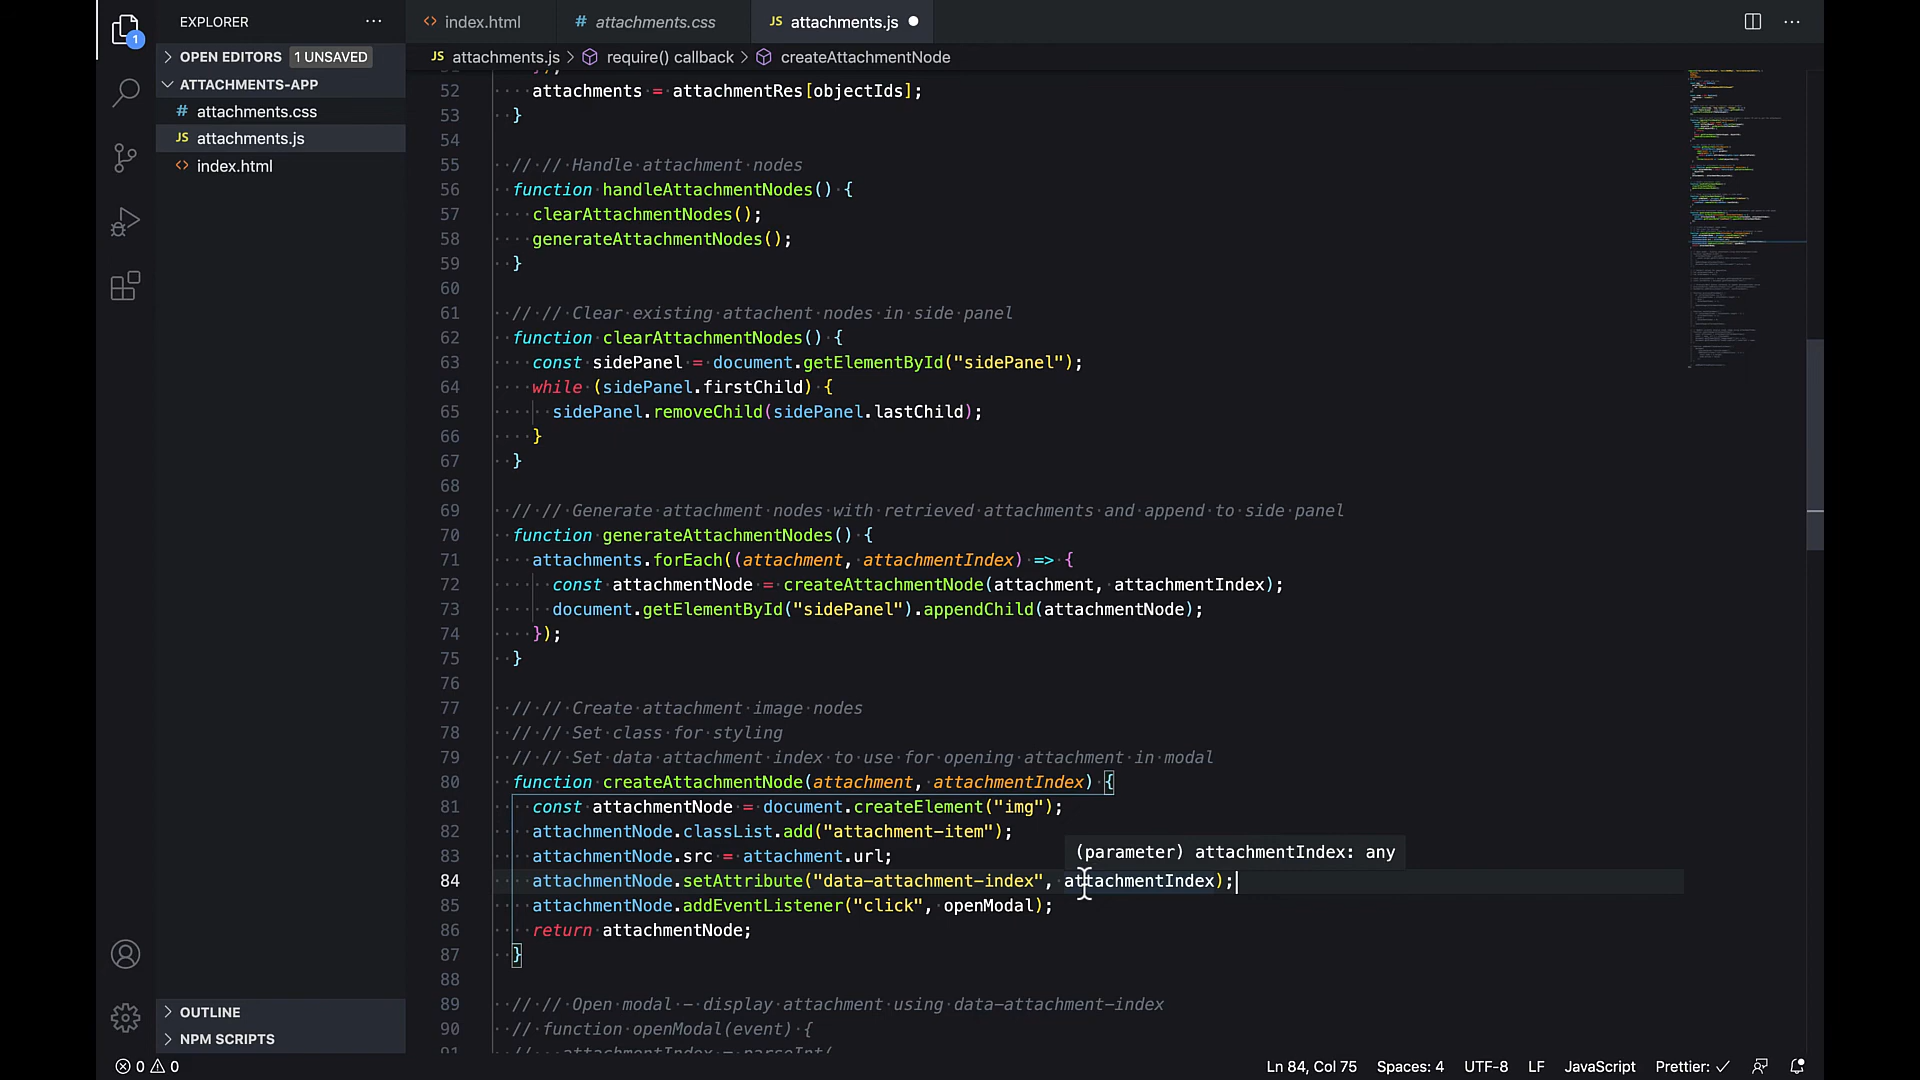 EXPLORER
index.html
attachments.css
JS attachments.js
OPEN EDITORS 1 UNSAVED
JS attachments.js > require() callback > createAttachmentNode
ATTACHMENTS-APP
# attachments.css
JS attachments.js
<> index.html
52 attachments = attachmentRes[objectIds];
53 }
54
55 // // Handle attachment nodes
56 function handleAttachmentNodes() {
57 clearAttachmentNodes();
58 generateAttachmentNodes();
59 }
60
61 // // Clear existing attachent nodes in side panel
62 function clearAttachmentNodes() {
63 const sidePanel = document.getElementById("sidePanel");
64 while (sidePanel.firstChild) {
65 sidePanel.removeChild(sidePanel.lastChild);
66 }
67 }
68
69 // // Generate attachment nodes with retrieved attachments and append to side panel
70 function generateAttachmentNodes() {
71 attachments.forEach((attachment, attachmentIndex) => {
72 const attachmentNode = createAttachmentNode(attachment, attachmentIndex);
73 document.getElementById("sidePanel").appendChild(attachmentNode);
74 });
75 }
76
77 // // Create attachment image nodes
78 // // Set class for styling
79 // // Set data attachment index to use for opening attachment in modal
80 function createAttachmentNode(attachment, attachmentIndex) {
81 const attachmentNode = document.createElement("img");
82 attachmentNode.classList.add("attachment-item");
(parameter) attachmentIndex: any
83 attachmentNode.src = attachment.url;
84 attachmentNode.setAttribute("data-attachment-index", attachmentIndex);
85 attachmentNode.addEventListener("click", openModal);
86 return attachmentNode;
87 }
88
89 // // Open modal - display attachment using data-attachment-index
90 // function openModal(event) {
OUTLINE
NPM SCRIPTS
0 0
Ln 84, Col 75 Spaces: 4 UTF-8 LF JavaScript Prettier: ✓